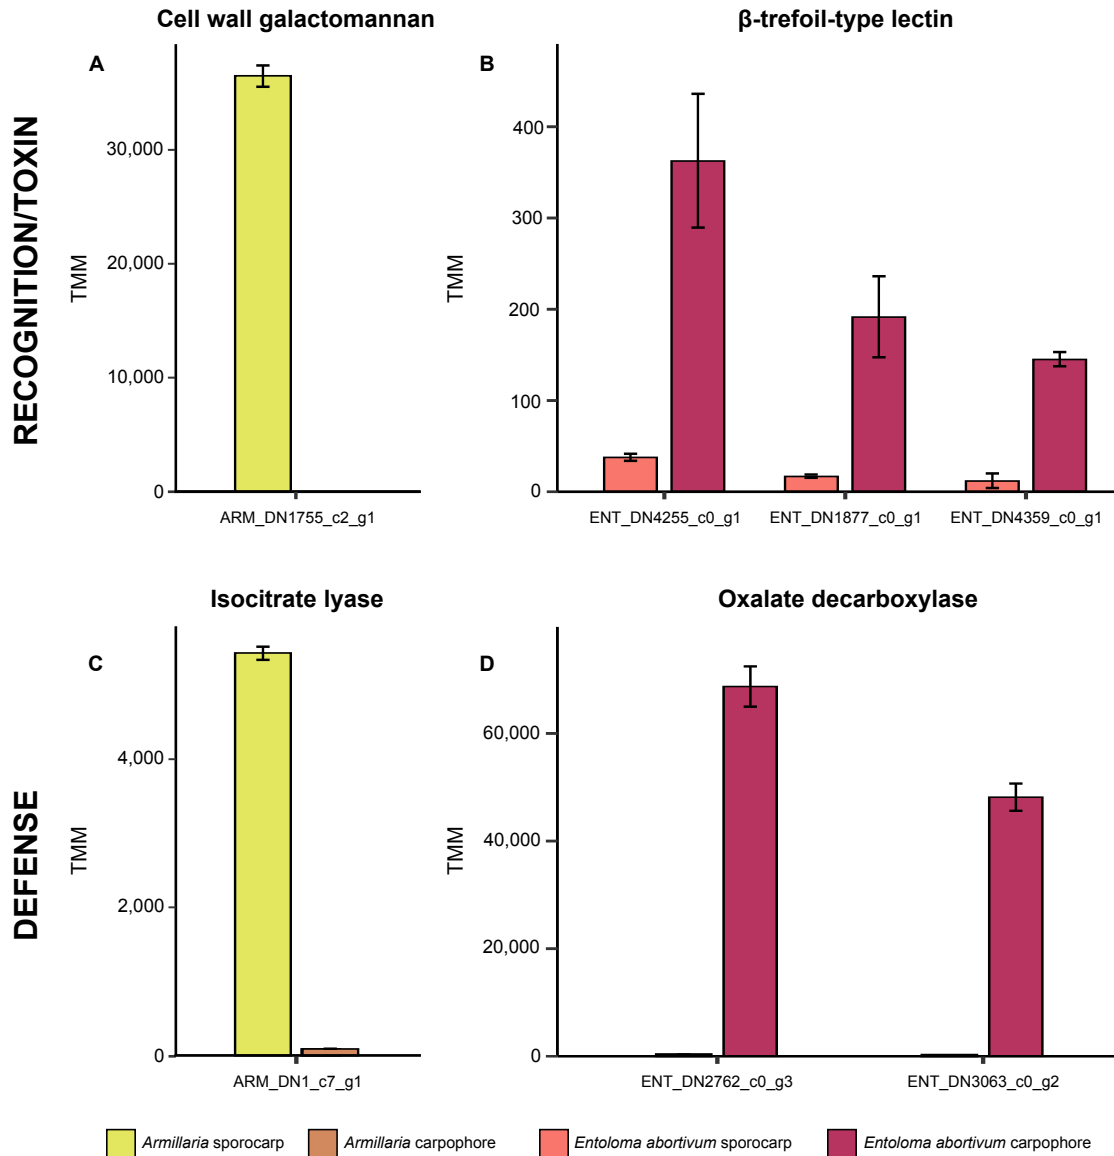 Cell wall galactomannan
β-trefoil-type lectin
RECOGNITION/TOXIN
A
TMM
30,000
20,000
10,000
0
ARM_DN1755_c2_g1
B
TMM
400
300
200
100
0
ENT_DN4255_c0_g1
ENT_DN1877_c0_g1
ENT_DN4359_c0_g1
Isocitrate lyase
Oxalate decarboxylase
DEFENSE
C
TMM
4,000
2,000
0
ARM_DN1_c7_g1
D
TMM
60,000
40,000
20,000
0
ENT_DN2762_c0_g3
ENT_DN3063_c0_g2
Armillaria sporocarp
Armillaria carpophore
Entoloma abortivum sporocarp
Entoloma abortivum carpophore